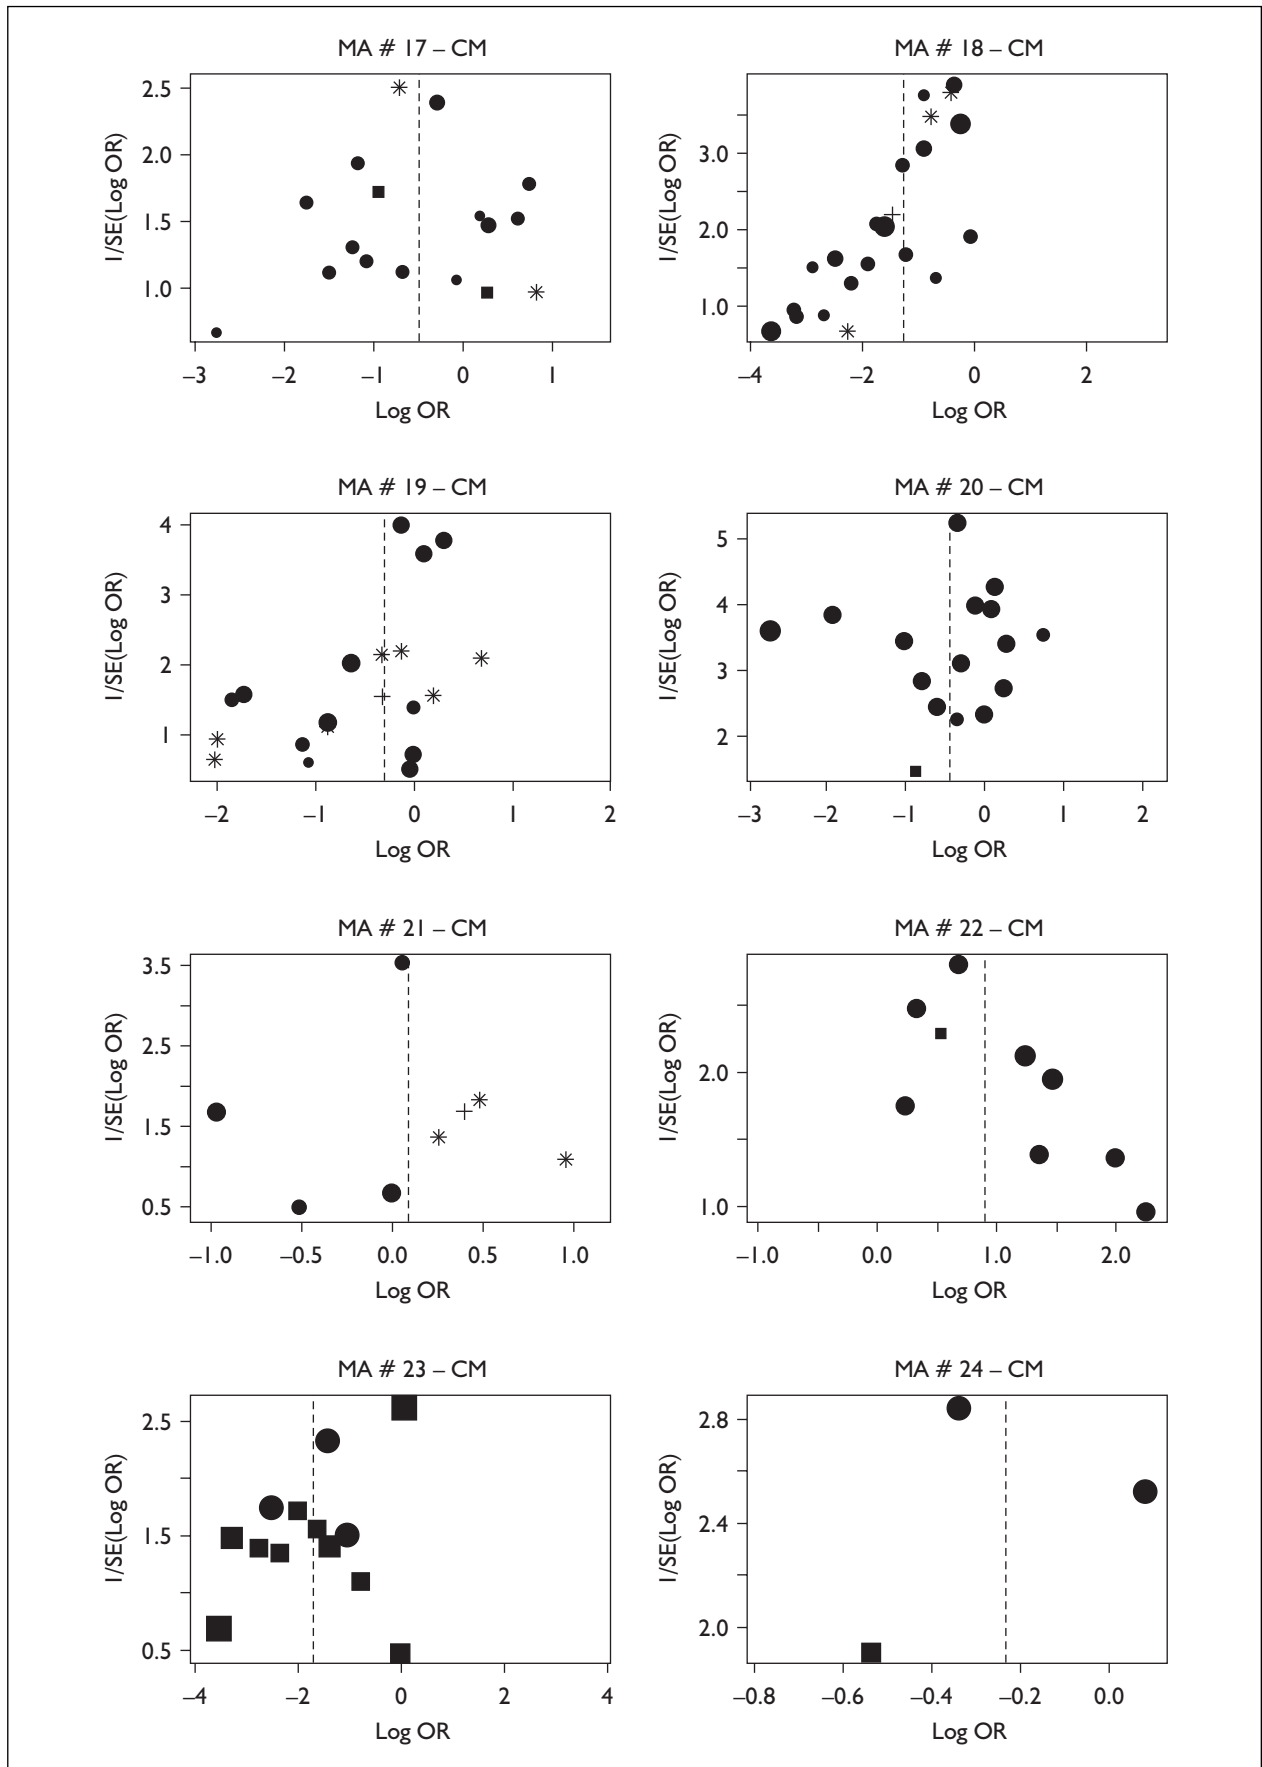 MA # 17 – CM
2.5
2.0
1.5
1.0
1/SE(Log OR)
–3 –2 –1 0 1
Log OR
MA # 18 – CM
3.0
2.0
1.0
1/SE(Log OR)
–4 –2 0 2
Log OR
MA # 19 – CM
4
3
2
1
1/SE(Log OR)
–2 –1 0 1 2
Log OR
MA # 20 – CM
5
4
3
2
1/SE(Log OR)
–3 –2 –1 0 1 2
Log OR
MA # 21 – CM
3.5
2.5
1.5
0.5
1/SE(Log OR)
–1.0 –0.5 0.0 0.5 1.0
Log OR
MA # 22 – CM
2.0
1.0
1/SE(Log OR)
–1.0 0.0 1.0 2.0
Log OR
MA # 23 – CM
2.5
1.5
0.5
1/SE(Log OR)
–4 –2 0 2 4
Log OR
MA # 24 – CM
2.8
2.4
2.0
1/SE(Log OR)
–0.8 –0.6 –0.4 –0.2 0.0
Log OR